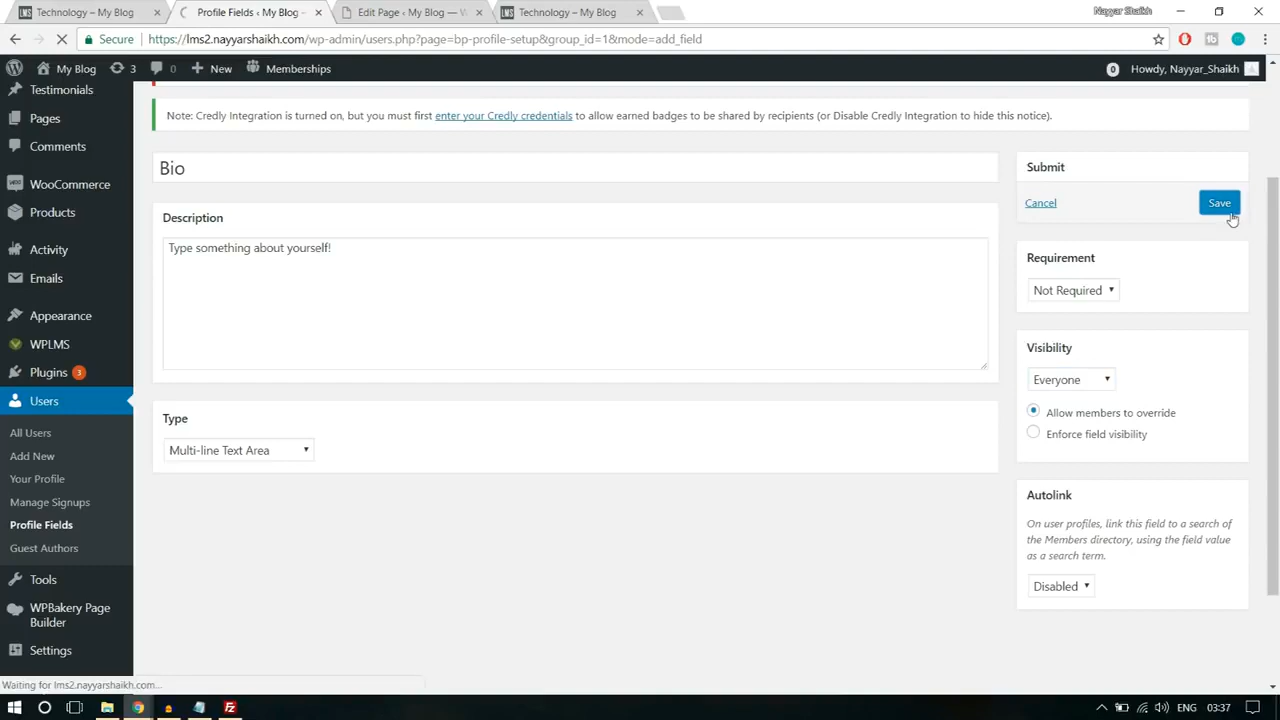 Technology – My Blog
Profile Fields ‹ My Blog –
Edit Page ‹ My Blog — W
Technology – My Blog
Nayyar Shaikh
Secure
https://lms2.nayyarshaikh.com/wp-admin/users.php?page=bp-profile-setup&group_id=1&mode=add_field
My Blog
3
0
New
Memberships
0
Howdy, Nayyar_Shaikh
Testimonials
Pages
Comments
WooCommerce
Products
Activity
Emails
Appearance
WPLMS
Plugins 3
Users
All Users
Add New
Your Profile
Manage Signups
Profile Fields
Guest Authors
Tools
WPBakery Page
Builder
Settings
Note: Credly Integration is turned on, but you must first enter your Credly credentials to allow earned badges to be shared by recipients (or Disable Credly Integration to hide this notice).
Bio
Description
Type something about yourself!
Type
Multi-line Text Area
Submit
Cancel
Save
Requirement
Not Required
Visibility
Everyone
Allow members to override
Enforce field visibility
Autolink
On user profiles, link this field to a search of
the Members directory, using the field value
as a search term.
Disabled
Waiting for lms2.nayyarshaikh.com...
ENG
03:37